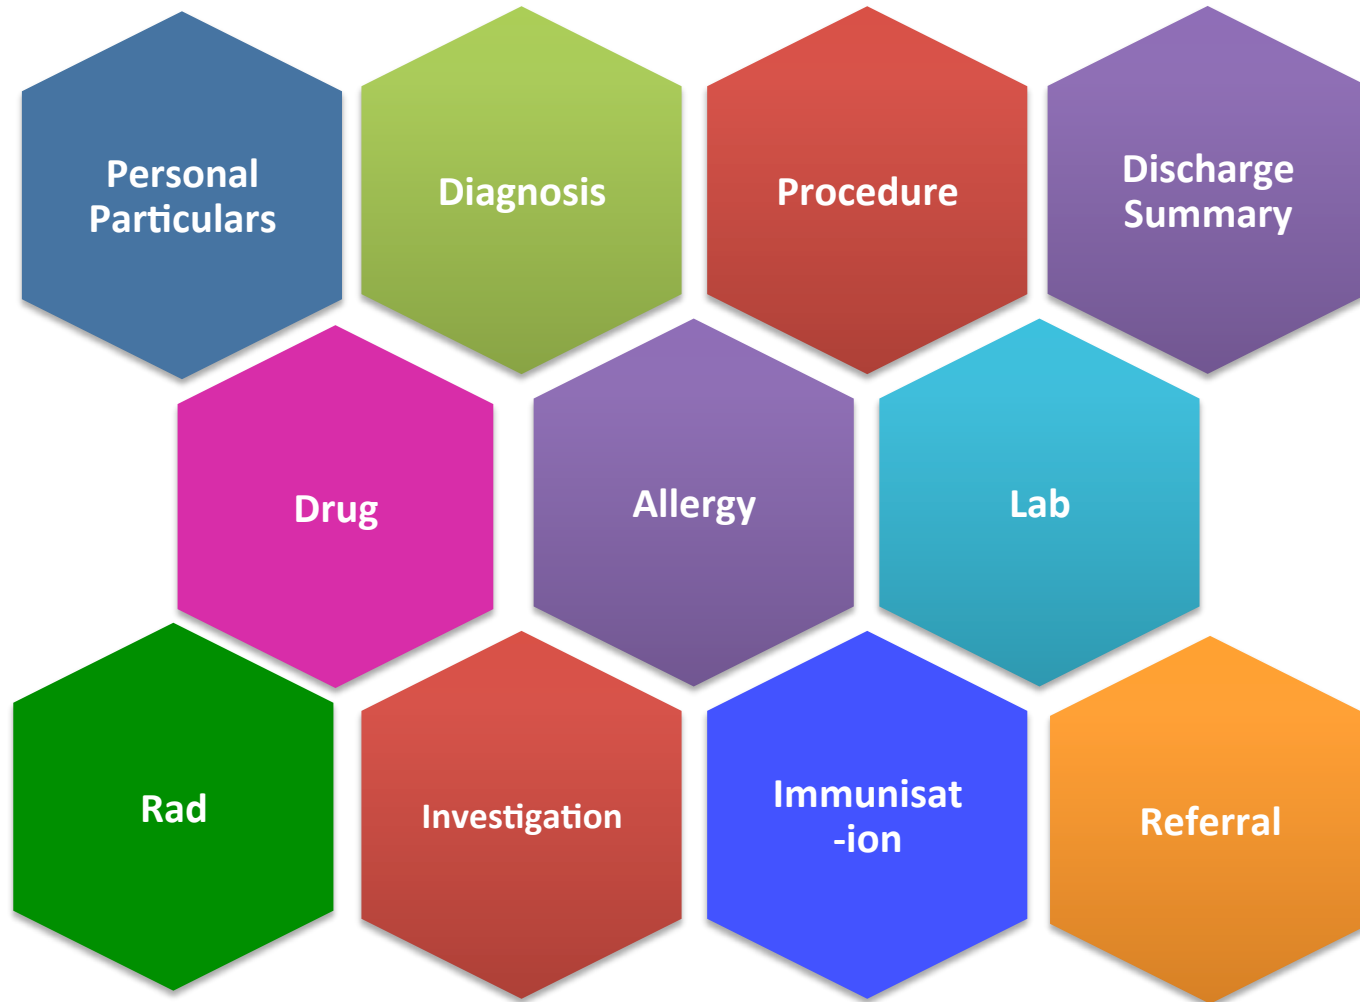 Personal
Particulars
Diagnosis
Procedure
Discharge
Summary
Drug
Allergy
Lab
Rad
Investigation
Immunisat
-ion
Referral